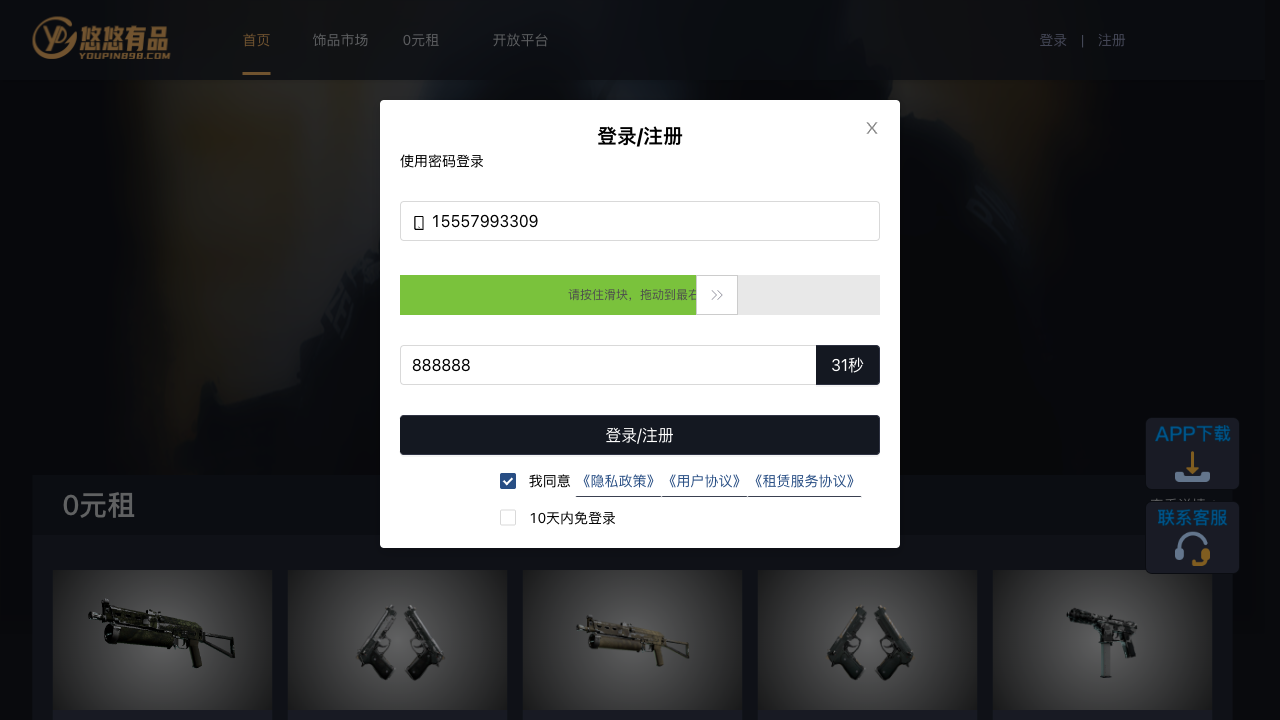 悠悠有品
YOUPIN898.COM
首页 饰品市场 0元租 开放平台 登录 | 注册
登录/注册
X
使用密码登录
15557993309
请按住滑块，拖动到最右
888888 31秒
登录/注册
我同意 《隐私政策》 《用户协议》 《租赁服务协议》
10天内免登录
APP下载
0元租
联系客服